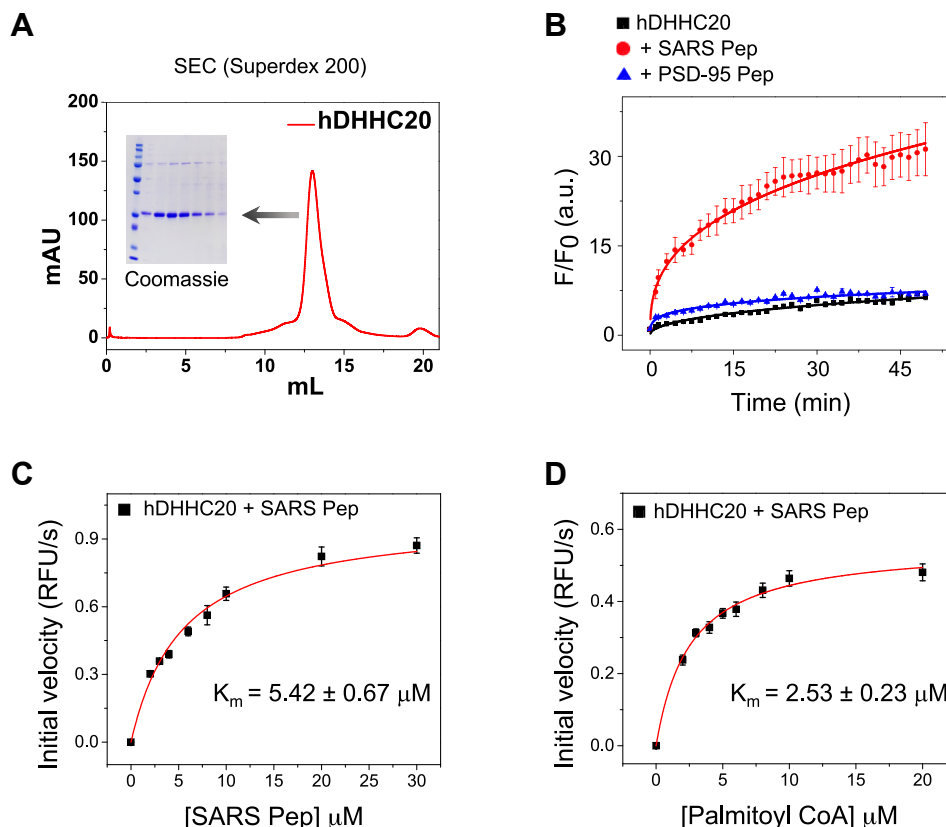 A
SEC (Superdex 200)
200
150
100
50
0
mAU
hDHHC20
Coomassie
0
5
10
15
20
mL
B
hDHHC20
+ SARS Pep
+ PSD-95 Pep
30
15
0
F/F0 (a.u.)
0
15
30
45
Time (min)
C
hDHHC20 + SARS Pep
0.9
0.6
0.3
0.0
Initial velocity (RFU/s)
Km = 5.42 ± 0.67 μM
0
5
10
15
20
25
30
[SARS Pep] μM
D
hDHHC20 + SARS Pep
0.6
0.4
0.2
0.0
Initial velocity (RFU/s)
Km = 2.53 ± 0.23 μM
0
5
10
15
20
[Palmitoyl CoA] μM